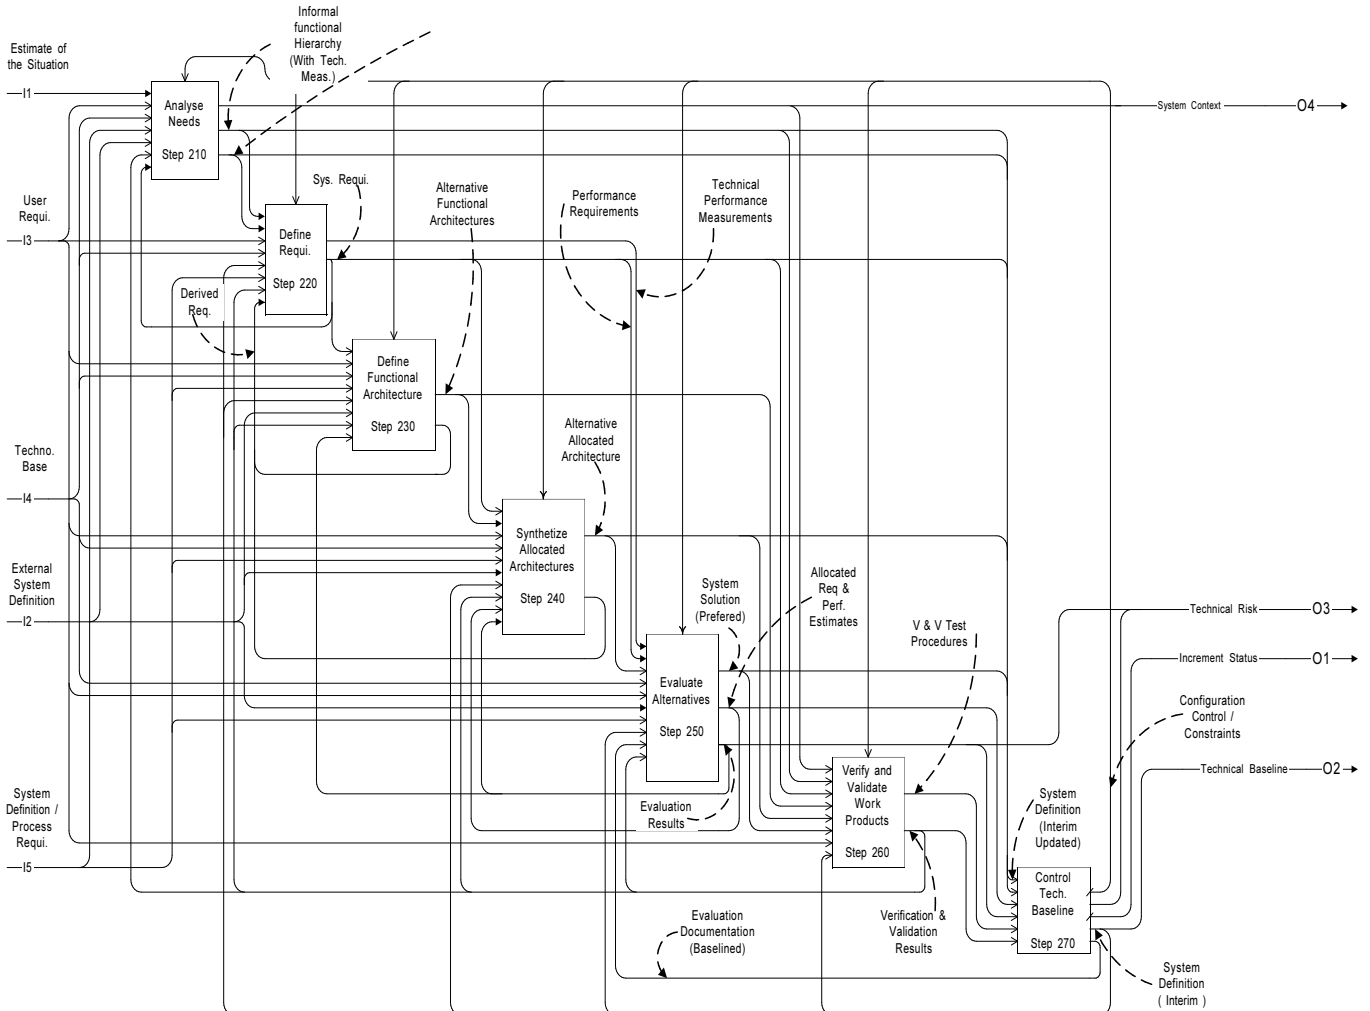 Informal
functional
Hierarchy
(With Tech.
Meas.)
Estimate of
the Situation
I1
Analyse
Needs
Step 210
System Context
O4
Sys. Requi.
Alternative
Functional
Architectures
Performance
Requirements
Technical
Performance
Measurements
User
Requi.
I3
Define
Requi.
Step 220
Derived
Req.
Define
Functional
Architecture
Step 230
Alternative
Allocated
Architecture
Techno.
Base
I4
Synthetize
Allocated
Architectures
Step 240
External
System
Definition
I2
System
Solution
(Prefered)
Allocated
Req &
Perf.
Estimates
V & V Test
Procedures
Technical Risk
O3
Increment Status
O1
Evaluate
Alternatives
Step 250
Configuration
Control /
Constraints
Technical Baseline
O2
System
Definition /
Process
Requi.
I5
Evaluation
Results
Verify and
Validate
Work
Products
Step 260
System
Definition
(Interim
Updated)
Control
Tech.
Baseline
Step 270
Evaluation
Documentation
(Baselined)
Verification &
Validation
Results
System
Definition
( Interim )